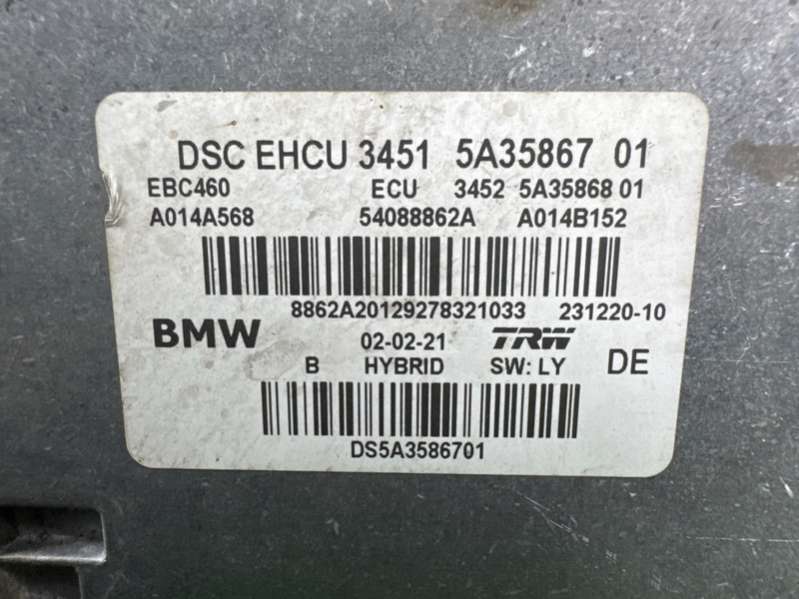 DSC EHCU 3451 5A35867 01
EBC460 ECU 3452 5A35868 01
A014A568 54088862A A014B152
8862A20129278321033 231220-10
BMW 02-02-21 TRW
B HYBRID SW: LY DE
DS5A3586701